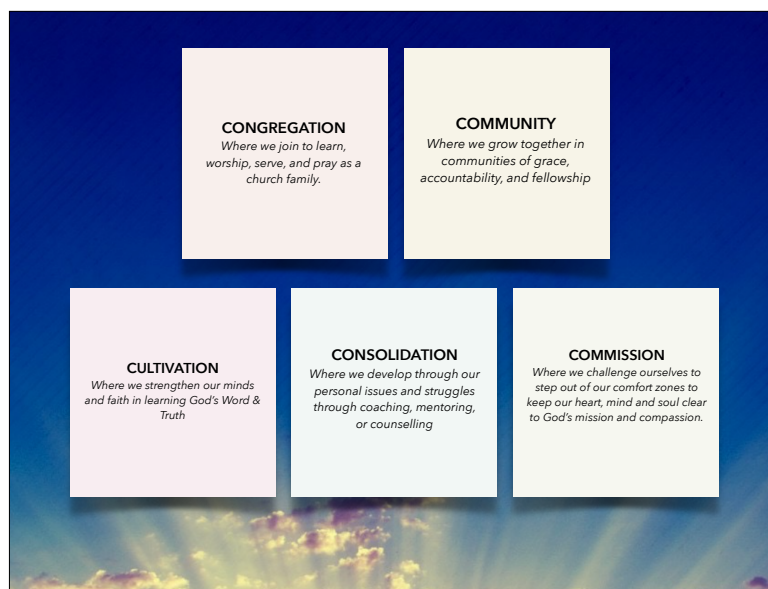 CONGREGATION
Where we join to learn,
worship, serve, and pray as a
church family.
COMMUNITY
Where we grow together in
communities of grace,
accountability, and fellowship
CULTIVATION
Where we strengthen our minds
and faith in learning God's Word &
Truth
CONSOLIDATION
Where we develop through our
personal issues and struggles
through coaching, mentoring,
or counselling
COMMISSION
Where we challenge ourselves to
step out of our comfort zones to
keep our heart, mind and soul clear
to God's mission and compassion.